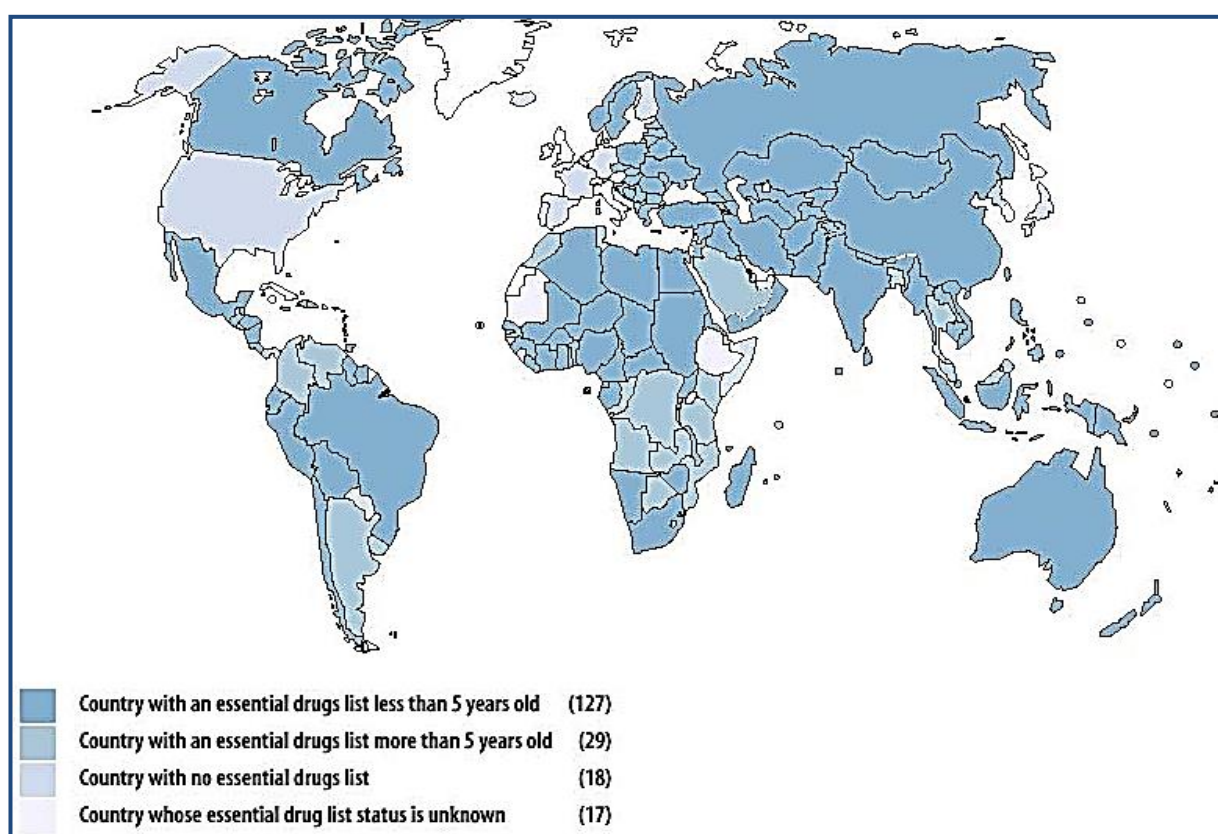 Country with an essential drugs list less than 5 years old (127)
Country with an essential drugs list more than 5 years old (29)
Country with no essential drugs list (18)
Country whose essential drug list status is unknown (17)